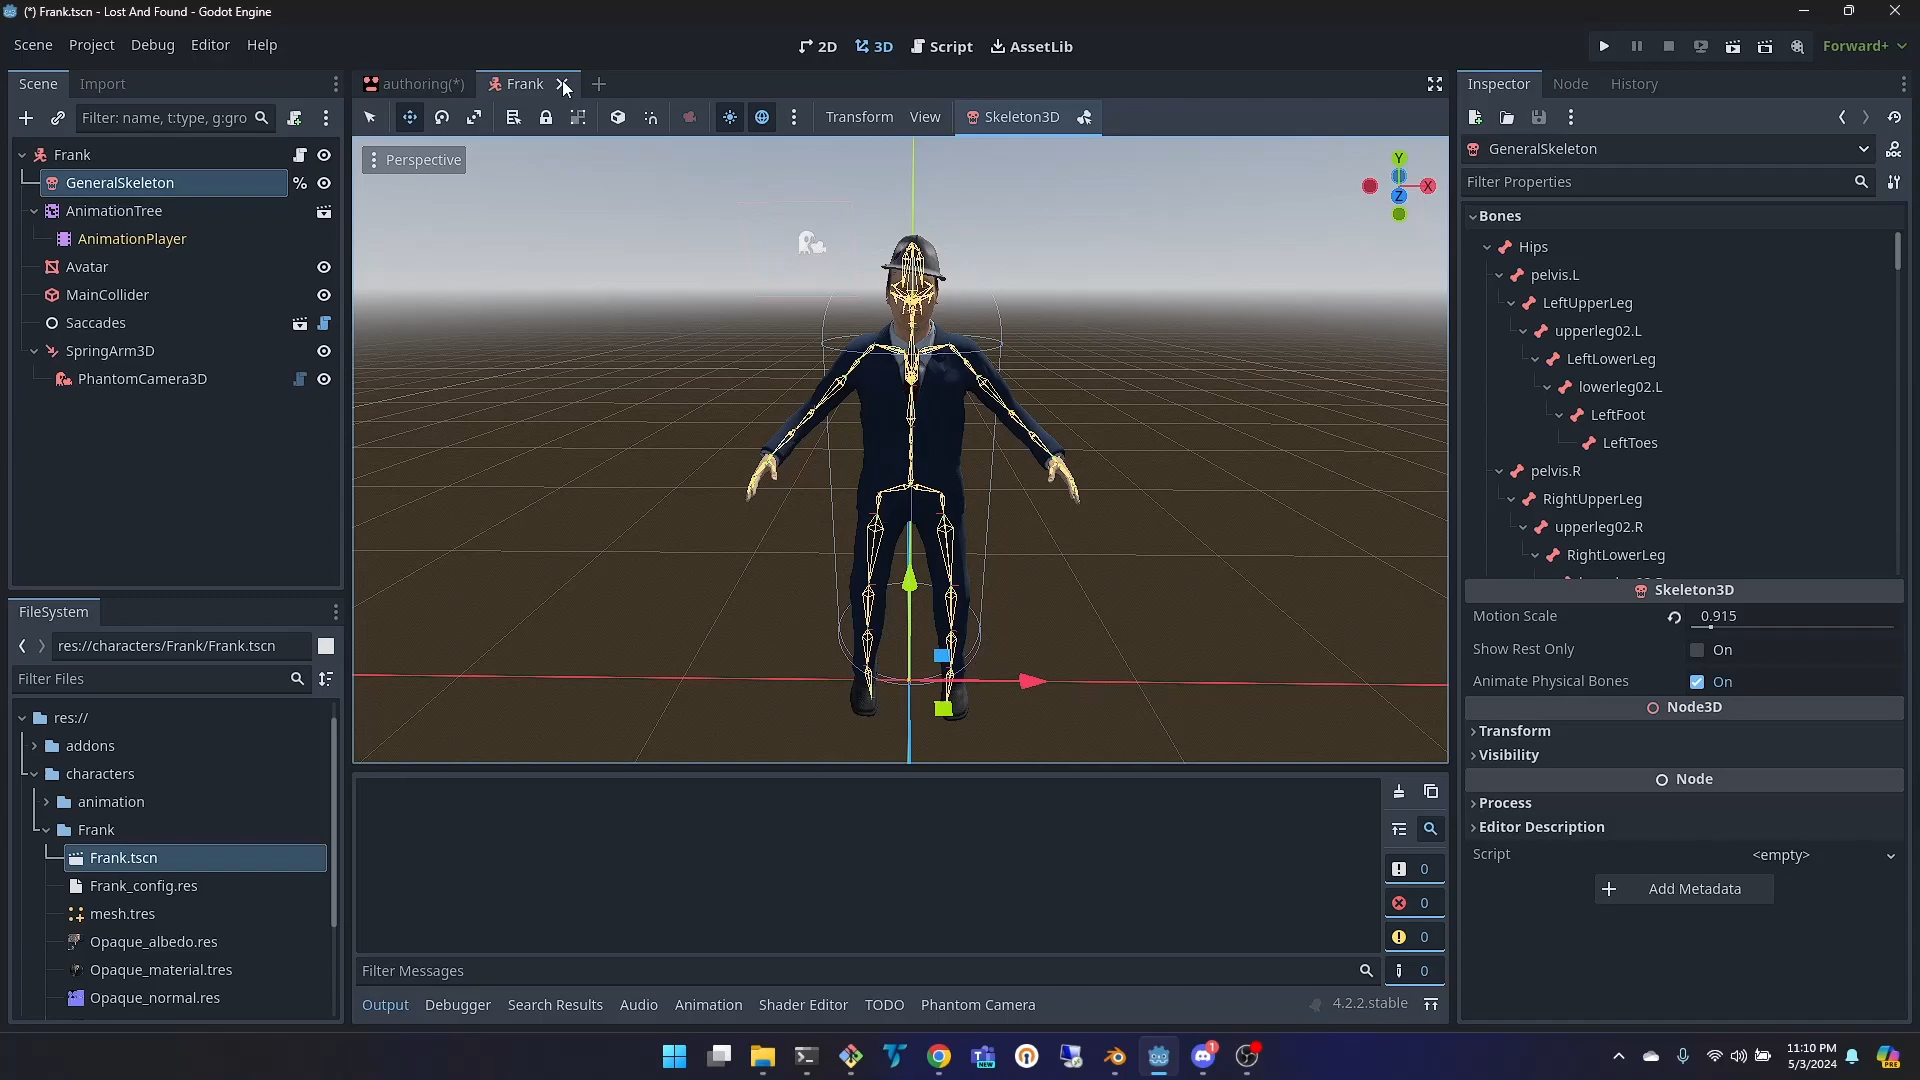 (*) Frank.tscn - Lost And Found - Godot Engine
Scene Project Debug Editor Help
2D 3D Script AssetLib
Forward+
Scene Import
authoring(*) Frank
Inspector Node History
Filter: name, t:type, g:gro
Transform View Skeleton3D
Frank
GeneralSkeleton
%
AnimationTree
AnimationPlayer
Avatar
MainCollider
Saccades
SpringArm3D
PhantomCamera3D
Perspective
Y
X
Z
GeneralSkeleton
Filter Properties
Bones
Hips
pelvis.L
LeftUpperLeg
upperleg02.L
LeftLowerLeg
lowerleg02.L
LeftFoot
LeftToes
pelvis.R
RightUpperLeg
upperleg02.R
RightLowerLeg
Skeleton3D
Motion Scale 0.915
Show Rest Only On
Animate Physical Bones On
Node3D
Transform
Visibility
Node
Process
Editor Description
Script <empty>
Add Metadata
FileSystem
res://characters/Frank/Frank.tscn
Filter Files
res://
addons
characters
animation
Frank
Frank.tscn
Frank_config.res
mesh.tres
Opaque_albedo.res
Opaque_material.tres
Opaque_normal.res
0
0
0
0
Filter Messages
Output Debugger Search Results Audio Animation Shader Editor TODO Phantom Camera
4.2.2.stable
NEW
1
11:10 PM
5/3/2024
PRE